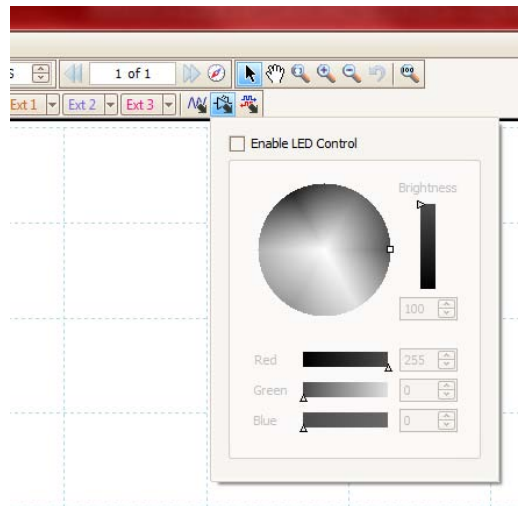 1 of 1
Ext 1 Ext 2 Ext 3
Enable LED Control
Brightness
100
Red 255
Green 0
Blue 0